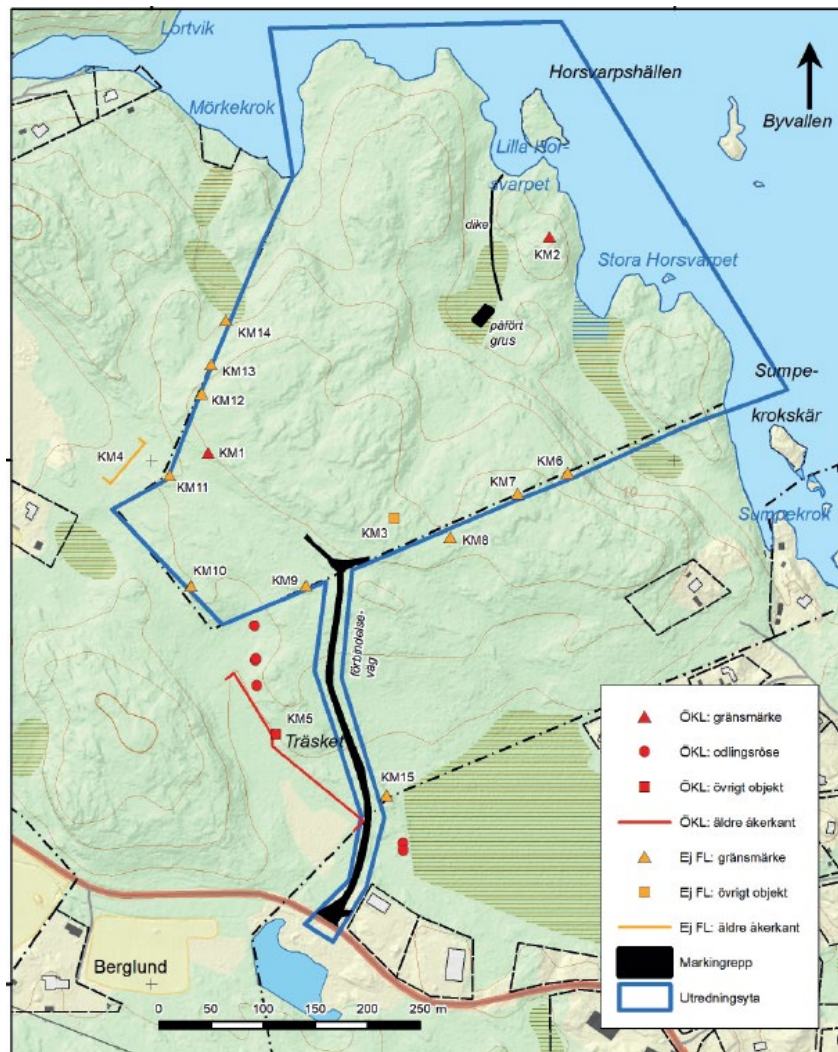 Lortvik
Mörkekrok
Horsvarpshällen
Byvallen
Lilla Hor-
svarpet
dike
KM2
Stora Horsvarpet
påfört
grus
KM14
KM13
KM12
Sumpe-
krokskär
KM4
KM1
KM11
KM6
KM7
10
KM3
KM8
Sumpekrok
KM10
KM9
förbindelse-
väg
KM5
Träsket
KM15
Berglund
0 50 100 150 200 250 m
ÖKL: gränsmärke
ÖKL: odlingsröse
ÖKL: övrigt objekt
ÖKL: äldre åkerkant
Ej FL: gränsmärke
Ej FL: övrigt objekt
Ej FL: äldre åkerkant
Markingrepp
Utredningsyta